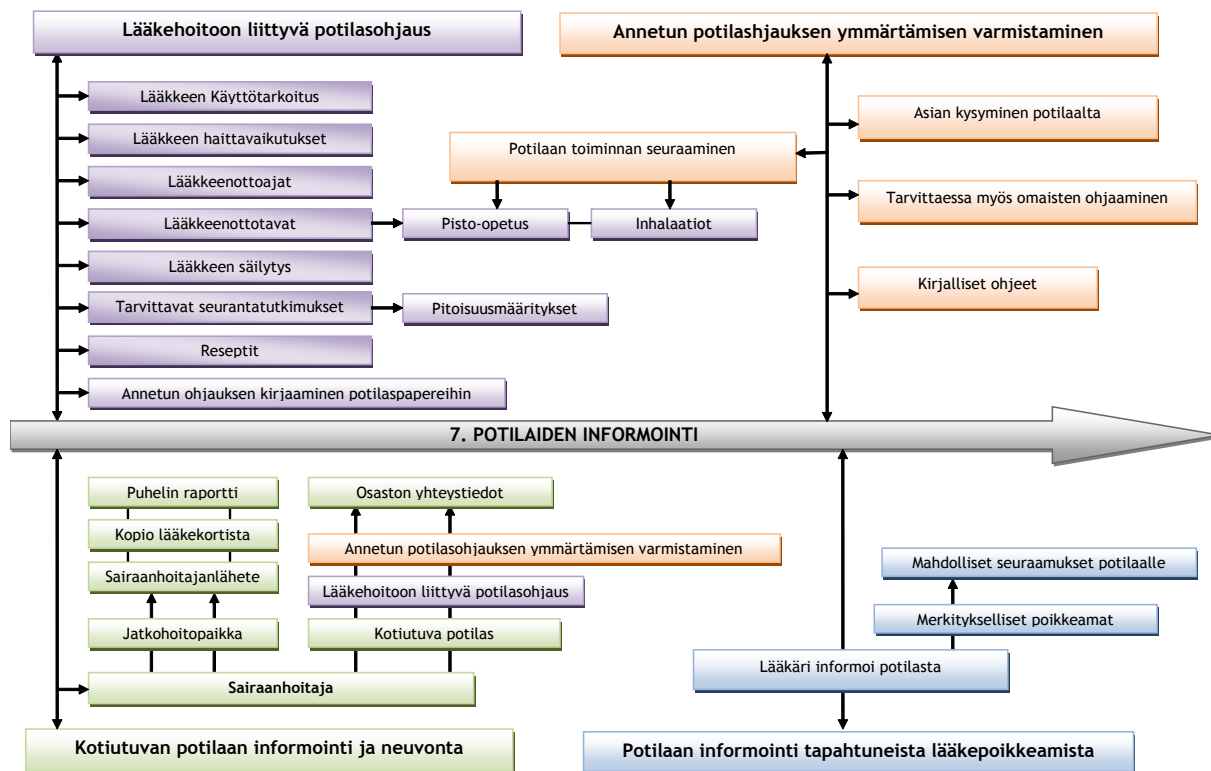 Lääkehoitoon liittyvä potilasohjaus
Lääkkeen Käyttötarkoitus
Lääkkeen haittavaikutukset
Lääkkeenottoajat
Lääkkeenottotavat
Pisto-opetus
Inhalaatiot
Lääkkeen säilytys
Tarvittavat seurantatutkimukset
Pitoisuusmääritykset
Reseptit
Annetun ohjauksen kirjaaminen potilaspapereihin
Annetun potilashjauksen ymmärtämisen varmistaminen
Asian kysyminen potilaalta
Potilaan toiminnan seuraaminen
Tarvittaessa myös omaisten ohjaaminen
Kirjalliset ohjeet
7. POTILAIDEN INFORMOINTI
Puhelin raportti
Kopio lääkekortista
Sairaanhoitajanlähete
Jatkohoitopaikka
Osaston yhteystiedot
Annetun potilasohjauksen ymmärtämisen varmistaminen
Lääkehoitoon liittyvä potilasohjaus
Kotiutuva potilas
Sairaanhoitaja
Kotiutuvan potilaan informointi ja neuvonta
Mahdolliset seuraamukset potilaalle
Merkitykselliset poikkeamat
Lääkäri informoi potilasta
Potilaan informointi tapahtuneista lääkepoikkeamista